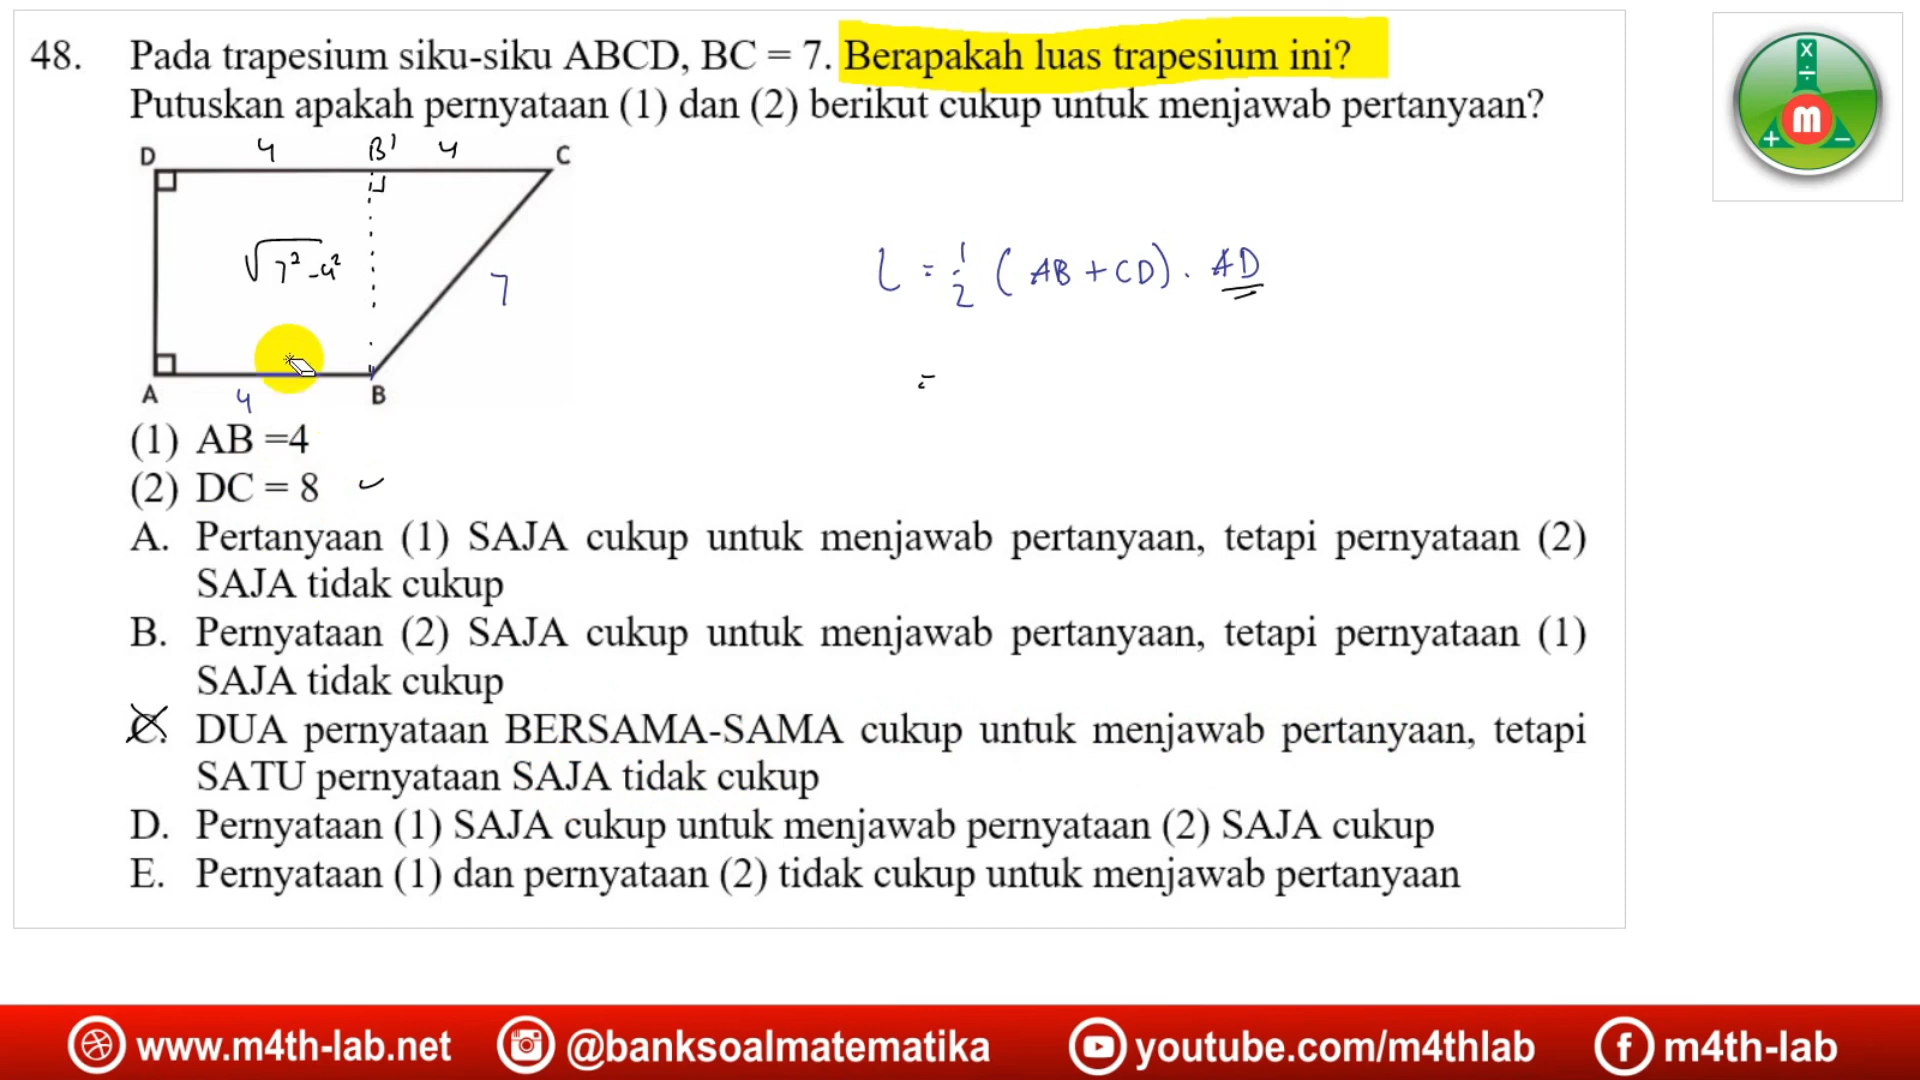 48. Pada trapesium siku-siku ABCD, BC = 7. Berapakah luas trapesium ini?
Putuskan apakah pernyataan (1) dan (2) berikut cukup untuk menjawab pertanyaan?
4 B' 4
D C
√7²-4²
7
L = 1/2 (AB + CD) . AD
=
A 4 B
(1) AB =4
(2) DC = 8
A. Pertanyaan (1) SAJA cukup untuk menjawab pertanyaan, tetapi pernyataan (2)
SAJA tidak cukup
B. Pernyataan (2) SAJA cukup untuk menjawab pertanyaan, tetapi pernyataan (1)
SAJA tidak cukup
C. DUA pernyataan BERSAMA-SAMA cukup untuk menjawab pertanyaan, tetapi
SATU pernyataan SAJA tidak cukup
D. Pernyataan (1) SAJA cukup untuk menjawab pernyataan (2) SAJA cukup
E. Pernyataan (1) dan pernyataan (2) tidak cukup untuk menjawab pertanyaan
x ÷ m + −
www.m4th-lab.net @banksoalmatematika youtube.com/m4thlab f m4th-lab